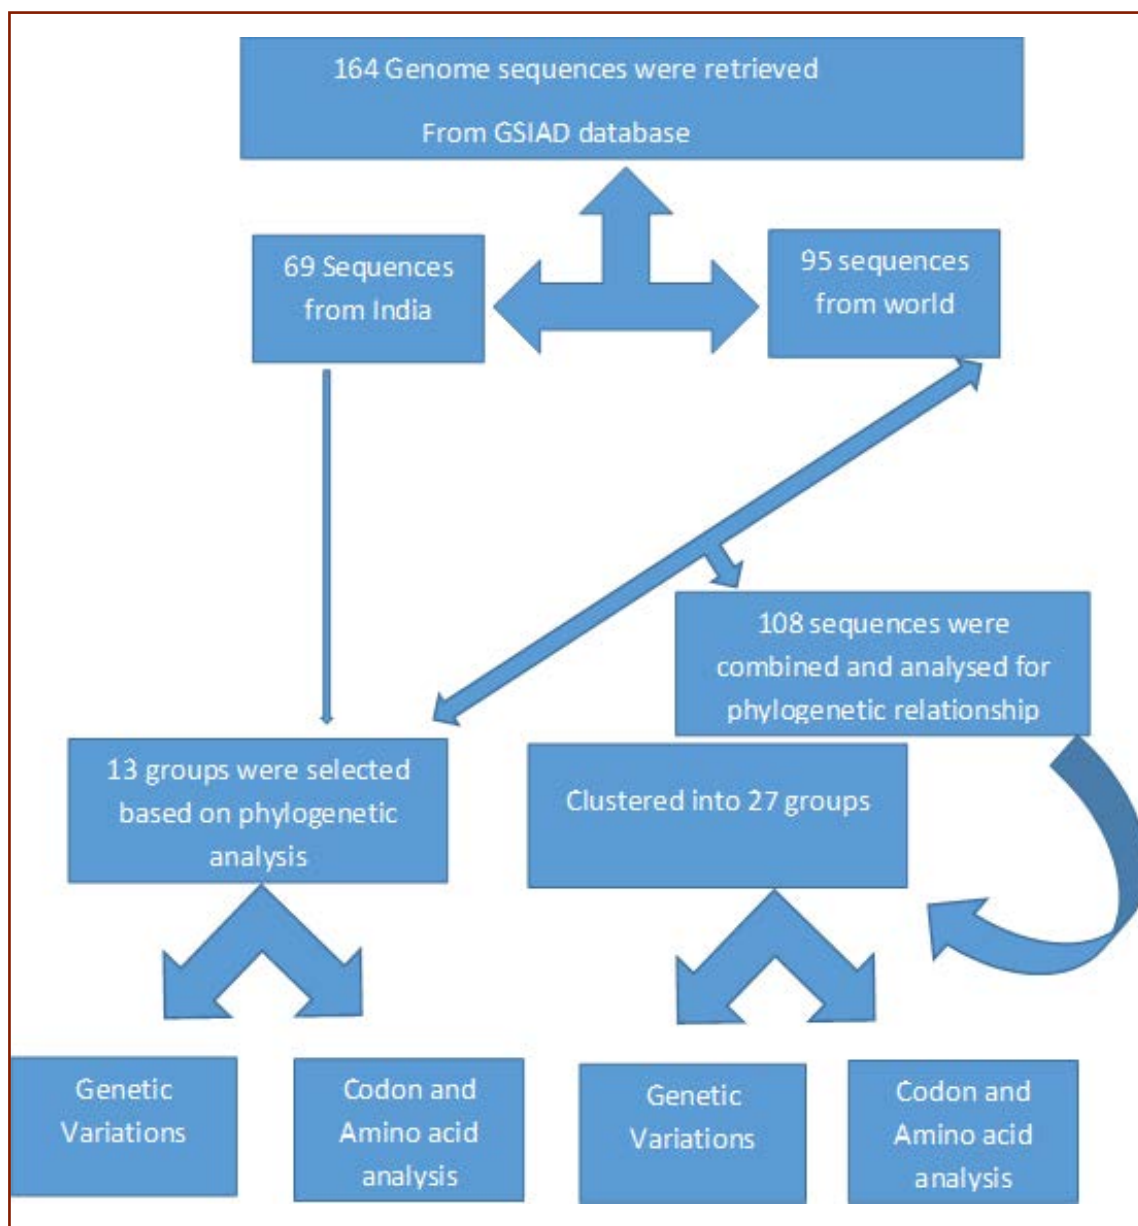 164 Genome sequences were retrieved
From GSIAD database
69 Sequences
from India
95 sequences
from world
108 sequences were
combined and analysed for
phylogenetic relationship
13 groups were selected
based on phylogenetic
analysis
Clustered into 27 groups
Genetic
Variations
Codon and
Amino acid
analysis
Genetic
Variations
Codon and
Amino acid
analysis